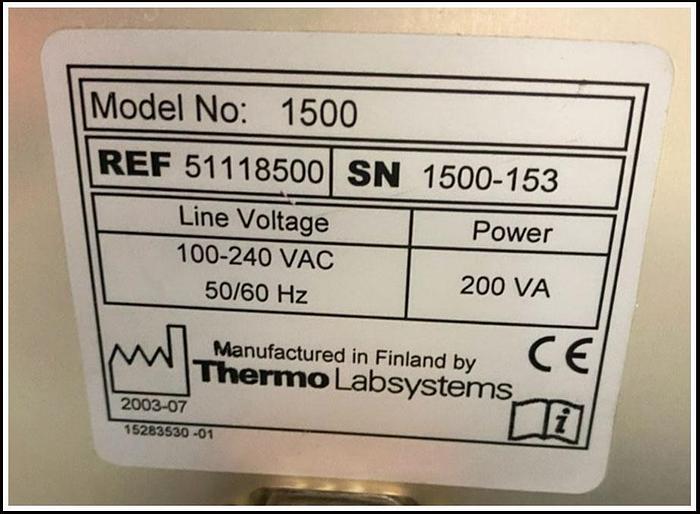 Model No: 1500
REF 51118500 SN 1500-153
Line Voltage Power
100-240 VAC
50/60 Hz
200 VA
Manufactured in Finland by
Thermo Labsystems
CE
2003-07
i
15283530 -01